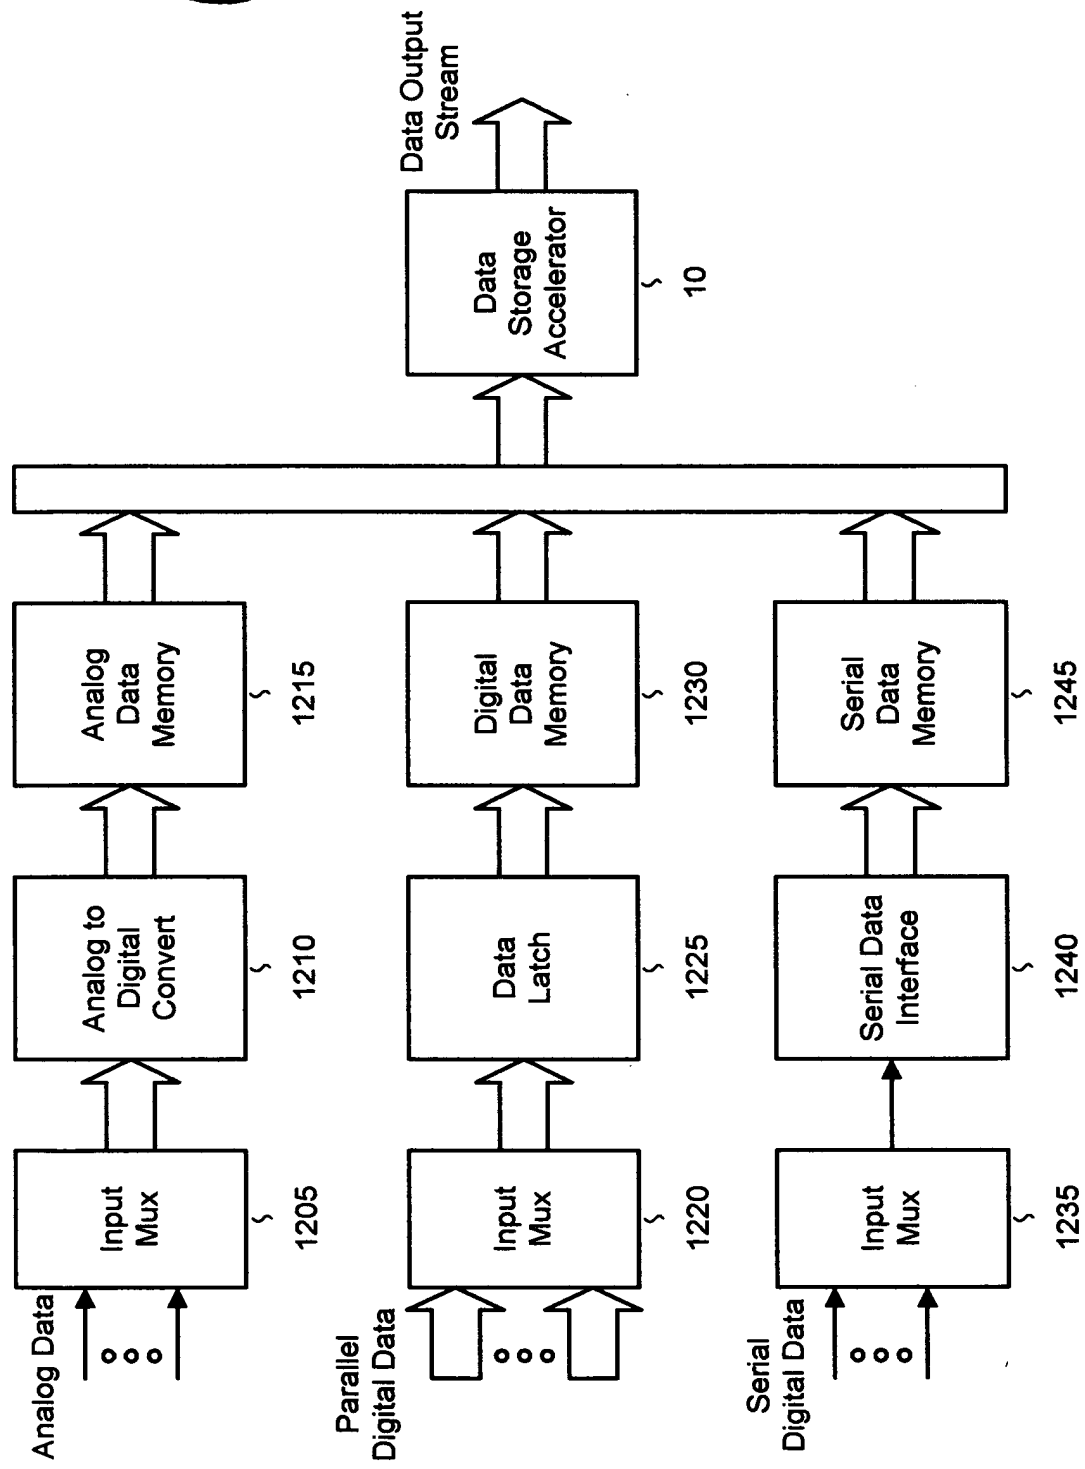 Analog Data
Input
Mux
1205
Analog to
Digital
Convert
1210
Analog
Data
Memory
1215
Parallel
Digital Data
Input
Mux
1220
Data
Latch
1225
Digital
Data
Memory
1230
Serial
Digital Data
Input
Mux
1235
Serial Data
Interface
1240
Serial
Data
Memory
1245
Data
Storage
Accelerator
10
Data Output
Stream